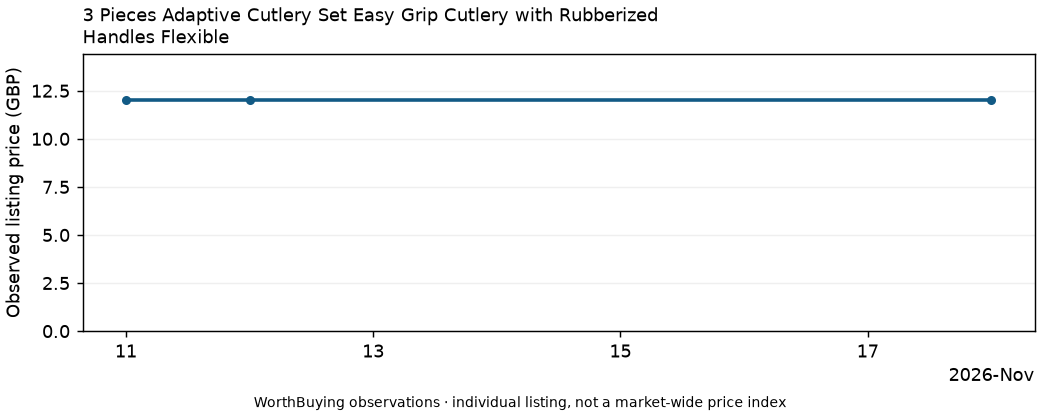 3 Pieces Adaptive Cutlery Set Easy Grip Cutlery with Rubberized
Handles Flexible
Observed listing price (GBP)
12.5
10.0
7.5
5.0
2.5
0.0
11 13 15 17
2026-Nov
WorthBuying observations · individual listing, not a market-wide price index